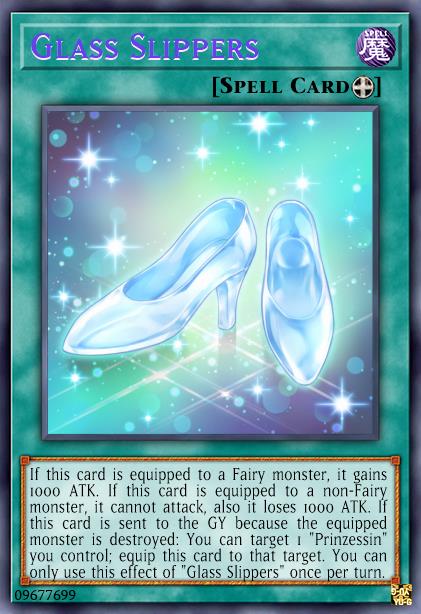 Glass Slippers
SPELL
魔
[Spell Card]
If this card is equipped to a Fairy monster, it gains
1000 ATK. If this card is equipped to a non-Fairy
monster, it cannot attack, also it loses 1000 ATK. If
this card is sent to the GY because the equipped
monster is destroyed: You can target 1 "Prinzessin"
you control; equip this card to that target. You can
only use this effect of "Glass Slippers" once per turn.
09677699